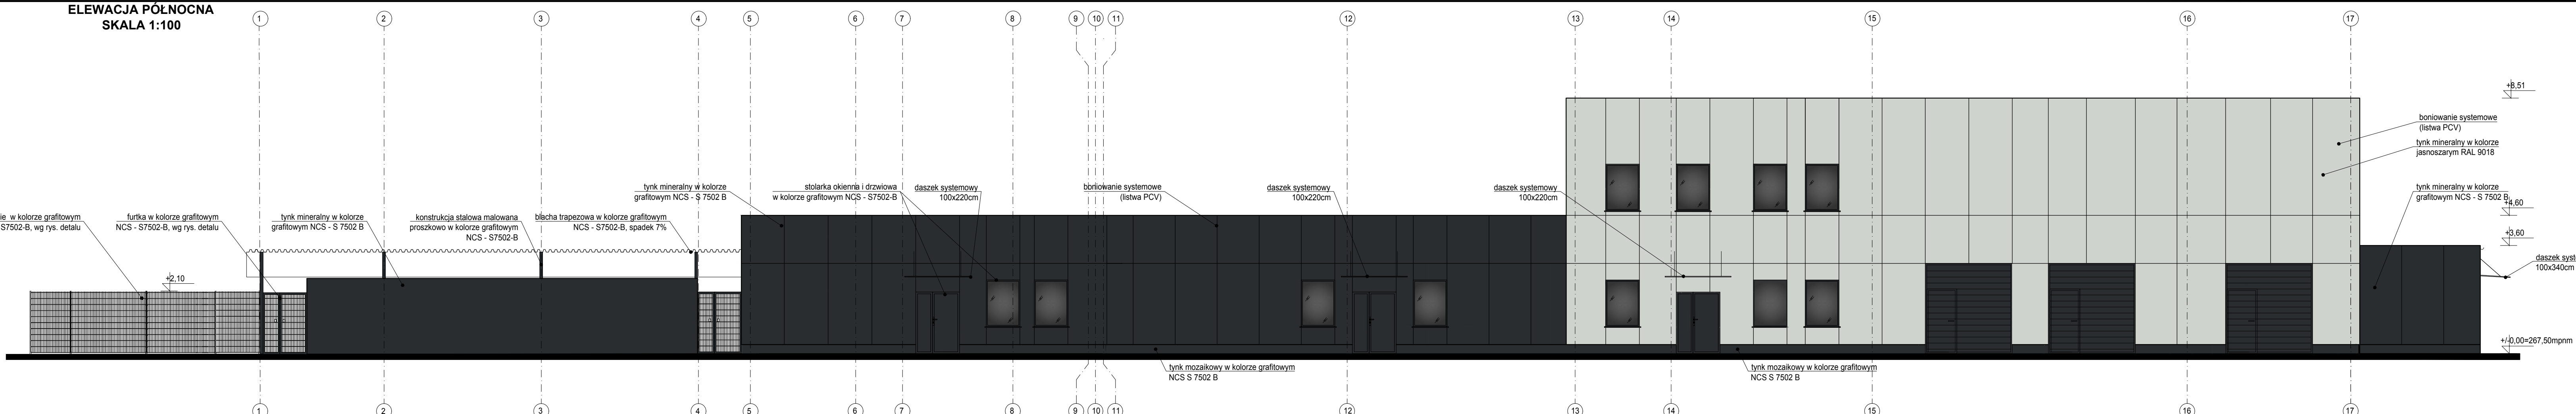 ELEWACJA PÓŁNOCNA
SKALA 1:100
1 2 3 4 5 6 7 8 9 10 11 12 13 14 15 16 17
+8,51
boniowanie systemowe
(listwa PCV)
tynk mineralny w kolorze
jasnoszarym RAL 9018
tynk mineralny w kolorze
grafitowym NCS - S 7502 B
stolarka okienna i drzwiowa
w kolorze grafitowym NCS - S7502-B
daszek systemowy
100x220cm
boniowanie systemowe
(listwa PCV)
daszek systemowy
100x220cm
daszek systemowy
100x220cm
tynk mineralny w kolorze
grafitowym NCS - S 7502 B
+4,60
w kolorze grafitowym
S7502-B, wg rys. detalu
furtka w kolorze grafitowym
NCS - S7502-B, wg rys. detalu
tynk mineralny w kolorze
grafitowym NCS - S 7502 B
konstrukcja stalowa malowana
proszkowo w kolorze grafitowym
NCS - S7502-B
blacha trapezowa w kolorze grafitowym
NCS - S7502-B, spadek 7%
+3,60
daszek
100x340cm
+2,10
+/-0,00=267,50mpnm
tynk mozaikowy w kolorze grafitowym
NCS S 7502 B
tynk mozaikowy w kolorze grafitowym
NCS S 7502 B
1 2 3 4 5 6 7 8 9 10 11 12 13 14 15 16 17